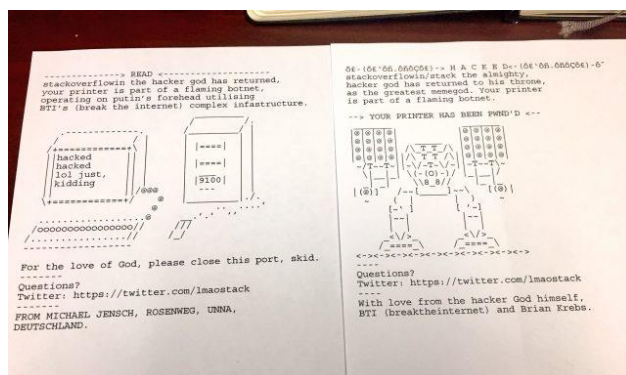 ------------> READ <-------------------
stackoverflowin the hacker god has returned,
your printer is part of a flaming botnet,
operating on putin's forehead utilising
BTI's (break the internet) complex infastructure.
hacked
hacked
lol just,
kidding
|====|
|====|
|9100|
For the love of God, please close this port, skid.
-------
Questions?
Twitter: https://twitter.com/lmaostack
-------
FROM MICHAEL JENSCH, ROSENWEG, UNNA,
DEUTSCHLAND.
H A C K E D
stackoverflowin/stack the almighty,
hacker god has returned to his throne,
as the greatest memegod. Your printer
is part of a flaming botnet.
--> YOUR PRINTER HAS BEEN PWND'D <--
----
Questions?
Twitter: https://twitter.com/lmaostack
----
With love from the hacker God himself,
BTI (breaktheinternet) and Brian Krebs.